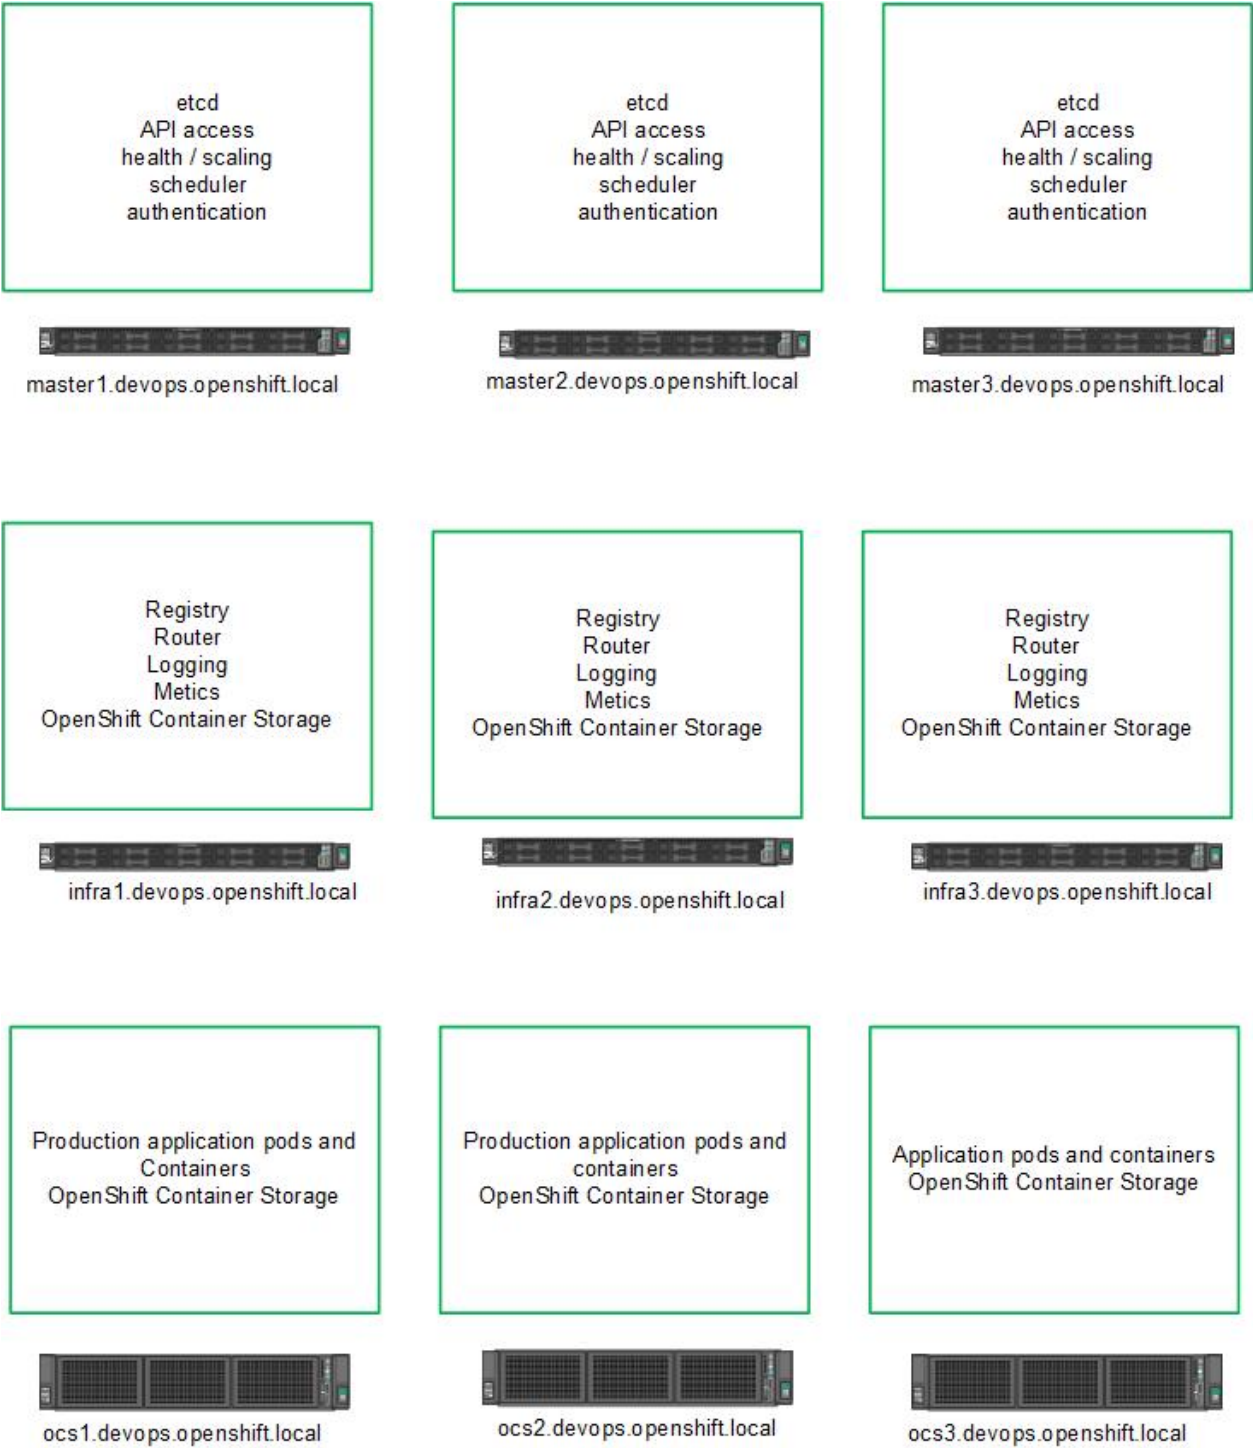 etcd
API access
health / scaling
scheduler
authentication
etcd
API access
health / scaling
scheduler
authentication
etcd
API access
health / scaling
scheduler
authentication
master1.devops.openshift.local
master2.devops.openshift.local
master3.devops.openshift.local
Registry
Router
Logging
Metics
OpenShift Container Storage
Registry
Router
Logging
Metics
OpenShift Container Storage
Registry
Router
Logging
Metics
OpenShift Container Storage
infra1.devops.openshift.local
infra2.devops.openshift.local
infra3.devops.openshift.local
Production application pods and
Containers
OpenShift Container Storage
Production application pods and
containers
OpenShift Container Storage
Application pods and containers
OpenShift Container Storage
ocs1.devops.openshift.local
ocs2.devops.openshift.local
ocs3.devops.openshift.local